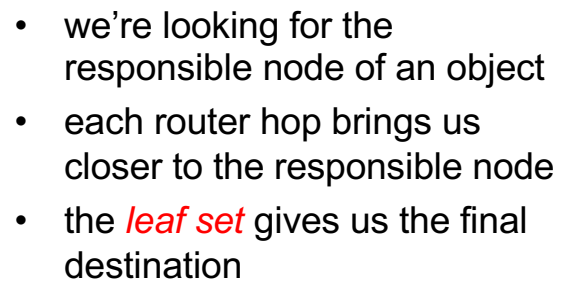 • we’re looking for the
responsible node of an object
• each router hop brings us
closer to the responsible node
• the leaf set gives us the final
destination